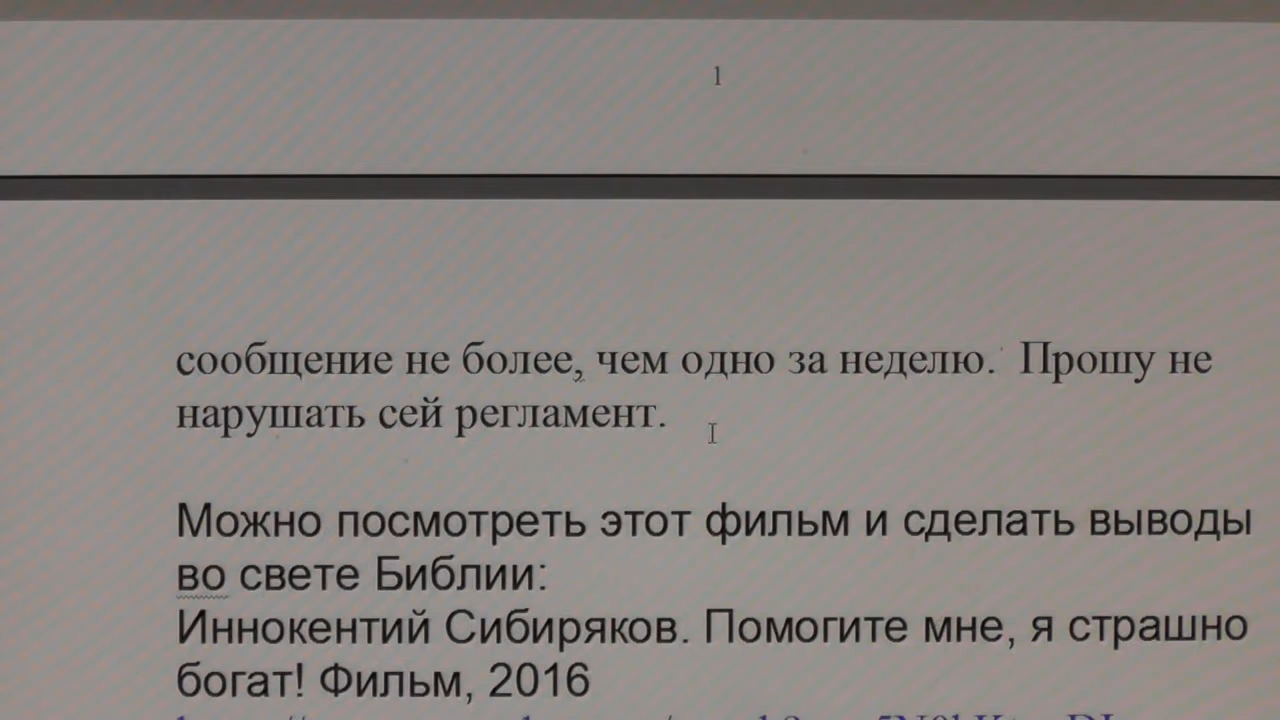 1
сообщение не более, чем одно за неделю. Прошу не
нарушать сей регламент.
Можно посмотреть этот фильм и сделать выводы
во свете Библии:
Иннокентий Сибиряков. Помогите мне, я страшно
богат! Фильм, 2016